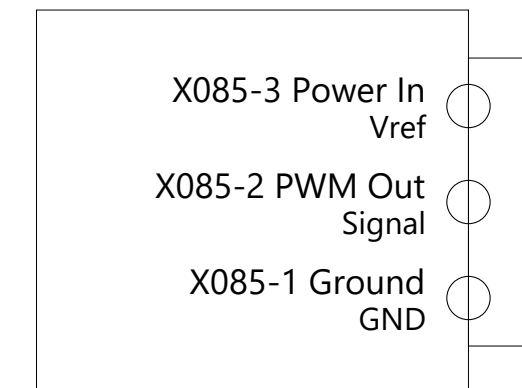 X085-3 Power In
Vref
X085-2 PWM Out
Signal
X085-1 Ground
GND